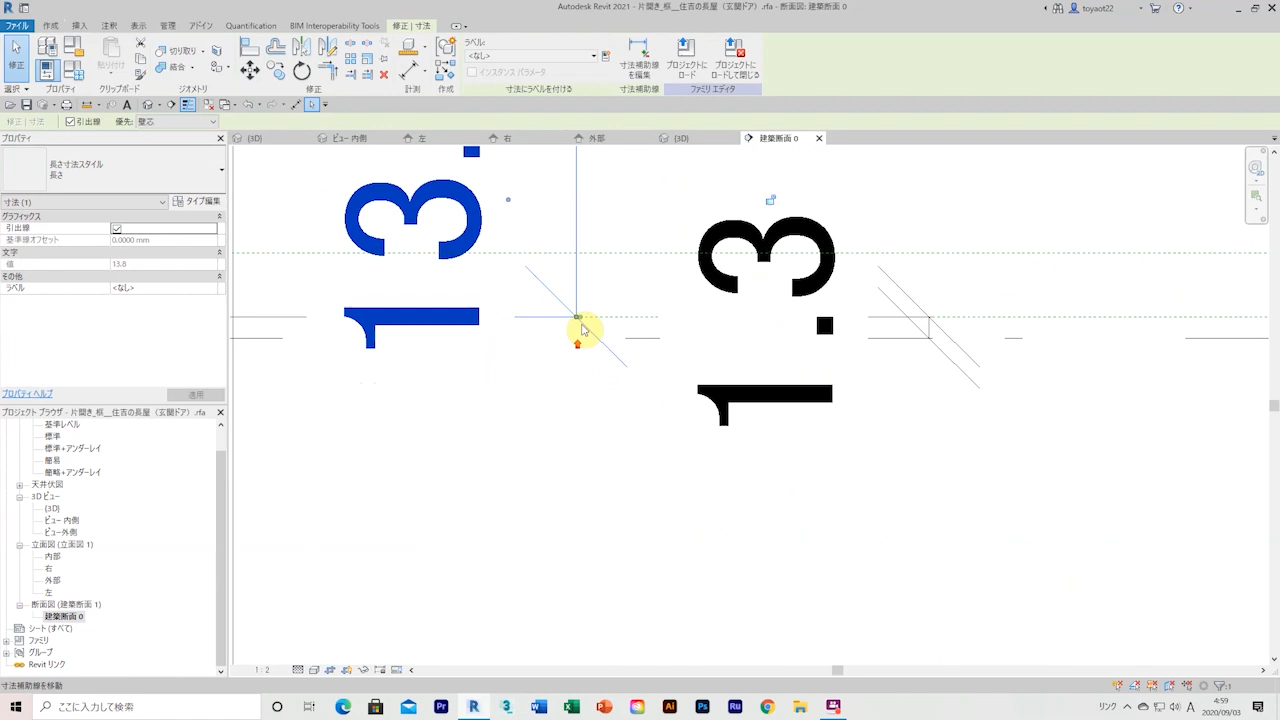 Autodesk Revit 2021 - 片開き_框__住吉の長屋(玄関ドア).rfa - 断面図: 建築断面 0
toyaot22
ファイル 作成 挿入 注釈 表示 管理 アドイン Quantification BIM Interoperability Tools 修正 | 寸法
修正
貼り付け
切取り
結合
ラベル:
<なし>
インスタンス パラメータ
寸法補助線を編集
プロジェクトにロード
プロジェクトにロードして閉じる
選択 プロパティ クリップボード ジオメトリ 修正 計測 作成 寸法にラベルを付ける 寸法補助線 ファミリ エディタ
修正 | 寸法 引出線 優先: 壁芯
プロパティ
長さ寸法スタイル
長さ
寸法 (1) タイプ編集
グラフィックス
引出線
基準線オフセット 0.0000 mm
文字
値 13.8
その他
ラベル <なし>
プロパティ ヘルプ 適用
プロジェクト ブラウザ - 片開き_框__住吉の長屋(玄関ドア).rfa
基準レベル
標準
標準+アンダーレイ
簡易
簡略+アンダーレイ
天井伏図
3D ビュー
{3D}
ビュー 内側
ビュー外側
立面図 (立面図 1)
内部
右
外部
左
断面図 (建築断面 1)
建築断面 0
シート (すべて)
ファミリ
グループ
Revit リンク
{3D} ビュー 内側 左 右 外部 {3D} 建築断面 0
13.
1.3
1 : 2
寸法補助線を移動
:1
ここに入力して検索
リンク
A
4:59
2020/09/03